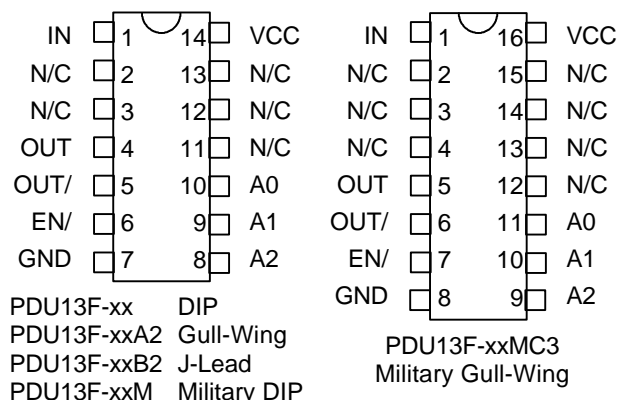 IN 1 14 VCC
N/C 2 13 N/C
N/C 3 12 N/C
OUT 4 11 N/C
OUT/ 5 10 A0
EN/ 6 9 A1
GND 7 8 A2
PDU13F-xx DIP
PDU13F-xxA2 Gull-Wing
PDU13F-xxB2 J-Lead
PDU13F-xxM Military DIP
IN 1 16 VCC
N/C 2 15 N/C
N/C 3 14 N/C
N/C 4 13 N/C
OUT 5 12 N/C
OUT/ 6 11 A0
EN/ 7 10 A1
GND 8 9 A2
PDU13F-xxMC3
Military Gull-Wing